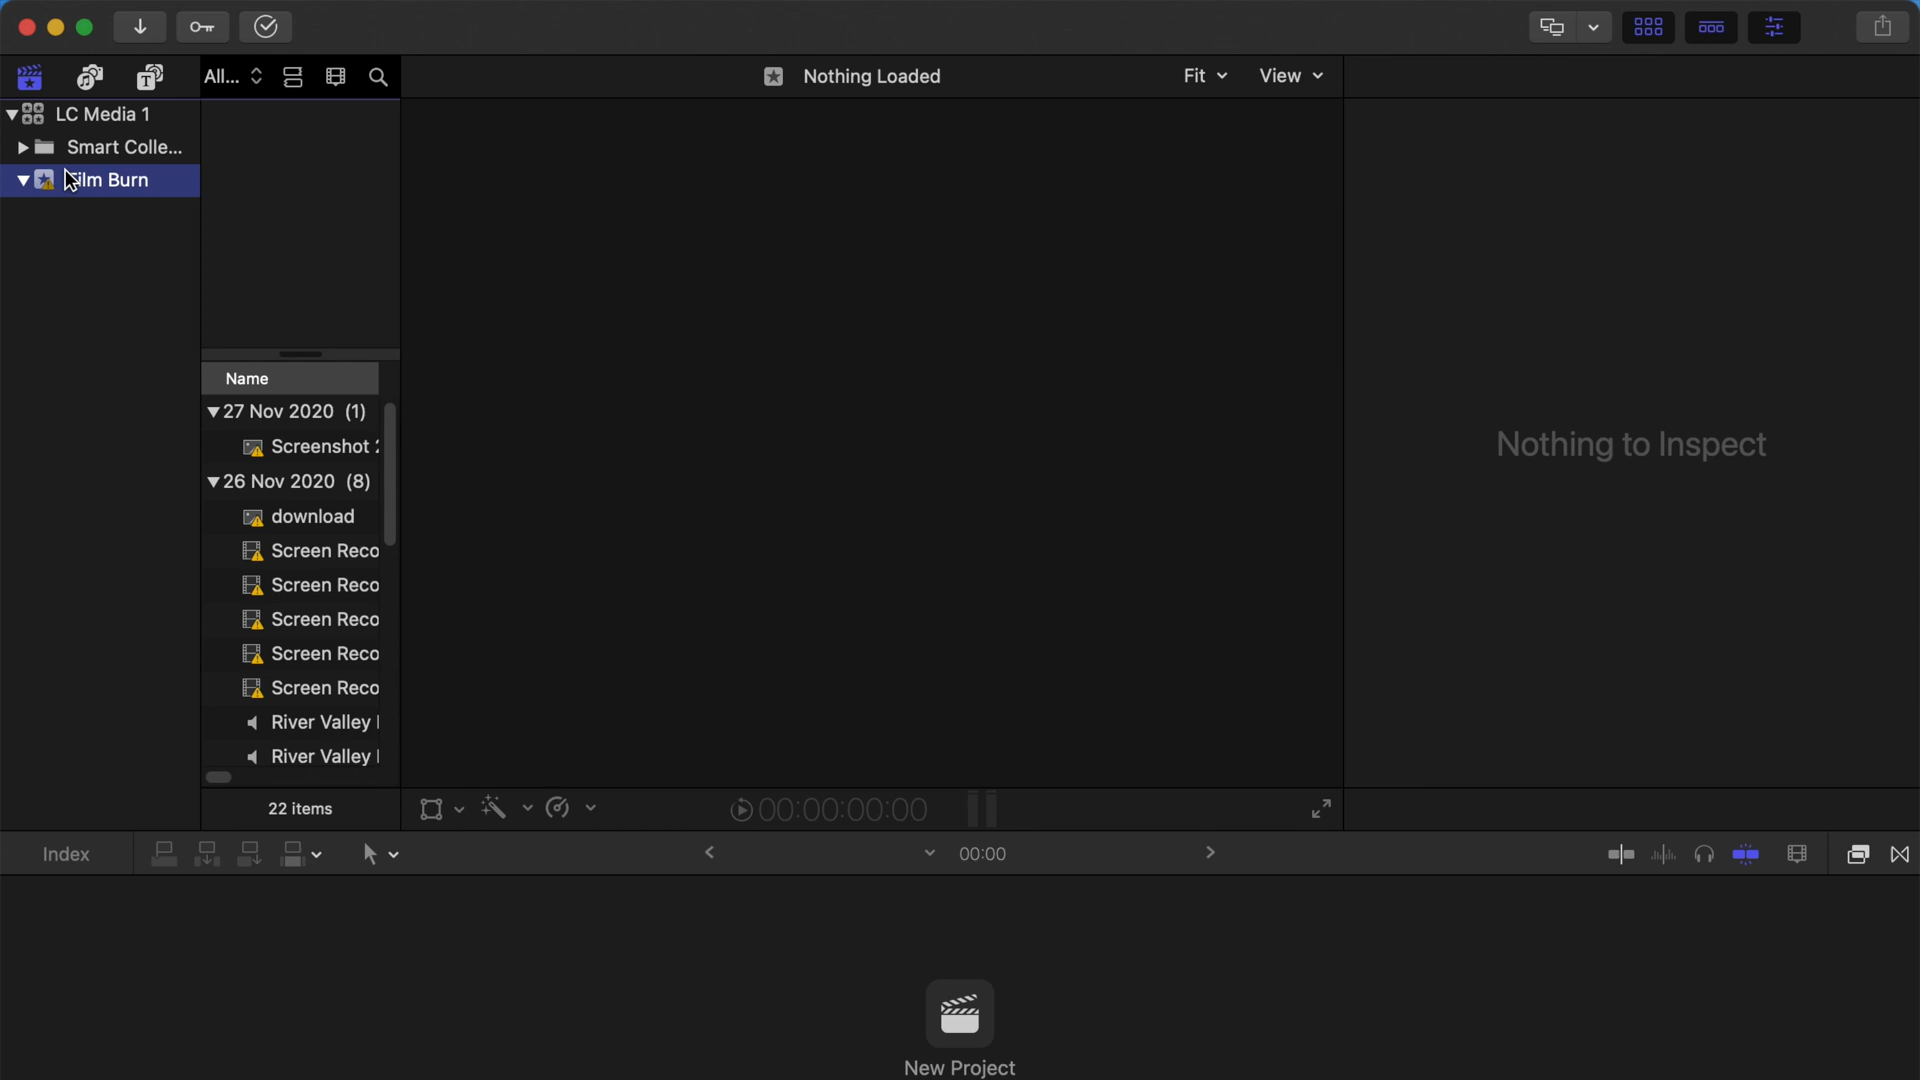 All...
Nothing Loaded
Fit
View
LC Media 1
Smart Colle...
Film Burn
Name
27 Nov 2020 (1)
Screenshot
26 Nov 2020 (8)
download
Screen Reco
Screen Reco
Screen Reco
Screen Reco
Screen Reco
River Valley
River Valley
22 items
Nothing to Inspect
00:00:00:00
Index
00:00
New Project